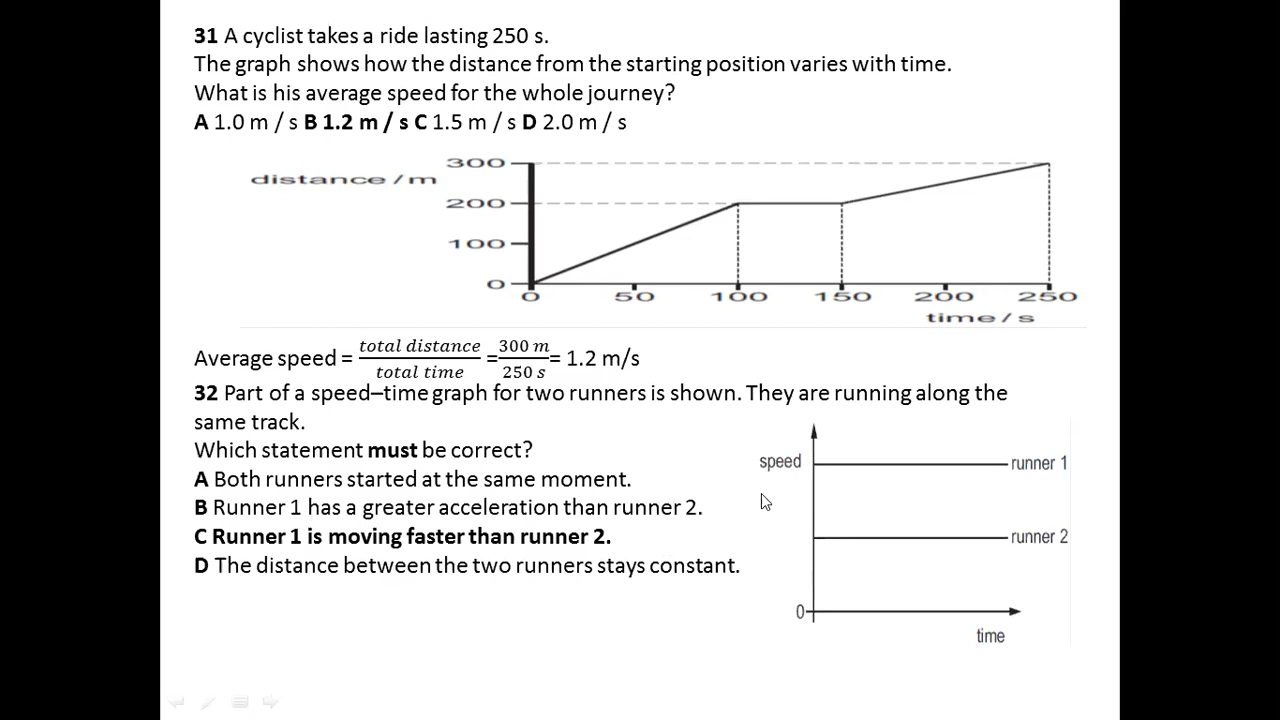 31 A cyclist takes a ride lasting 250 s.
The graph shows how the distance from the starting position varies with time.
What is his average speed for the whole journey?
A 1.0 m / s B 1.2 m / s C 1.5 m / s D 2.0 m / s
distance / m
300
200
100
0
0 50 100 150 200 250
time / s
Average speed = total distance / total time = 300 m / 250 s = 1.2 m/s
32 Part of a speed–time graph for two runners is shown. They are running along the
same track.
Which statement must be correct?
A Both runners started at the same moment.
B Runner 1 has a greater acceleration than runner 2.
C Runner 1 is moving faster than runner 2.
D The distance between the two runners stays constant.
speed
runner 1
runner 2
0
time